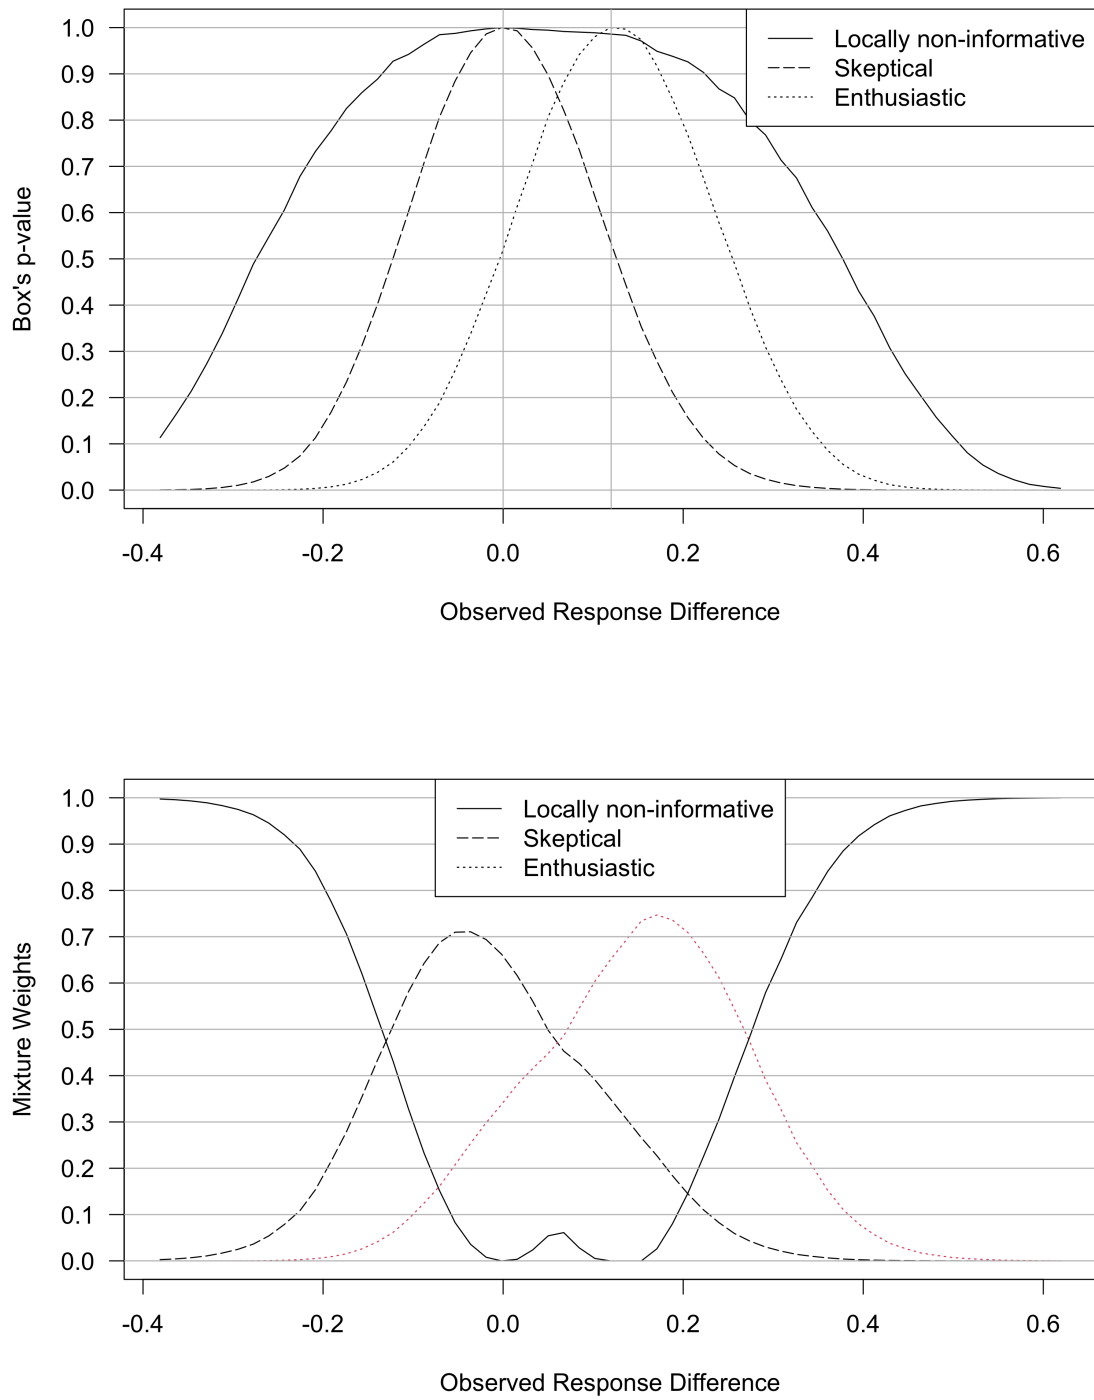 Box's p-value
1.0
0.9
0.8
0.7
0.6
0.5
0.4
0.3
0.2
0.1
0.0
Locally non-informative
Skeptical
Enthusiastic
-0.4 -0.2 0.0 0.2 0.4 0.6
Observed Response Difference
Mixture Weights
1.0
0.9
0.8
0.7
0.6
0.5
0.4
0.3
0.2
0.1
0.0
Locally non-informative
Skeptical
Enthusiastic
-0.4 -0.2 0.0 0.2 0.4 0.6
Observed Response Difference